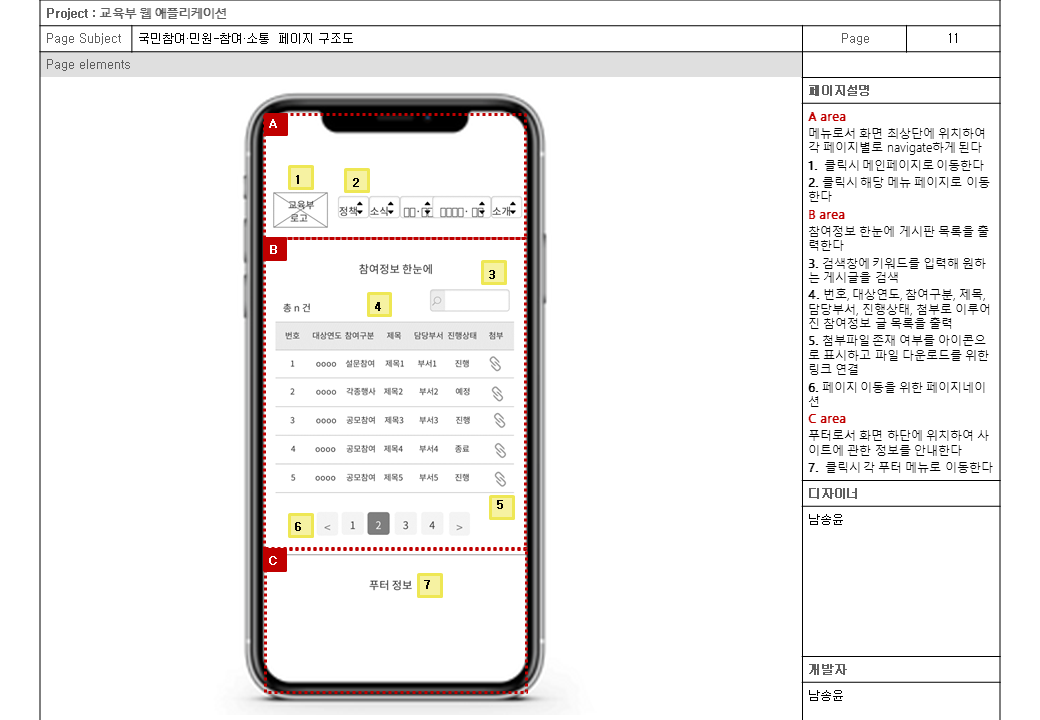 Project : 교육부 웹 애플리케이션
Page Subject 국민참여·민원-참여·소통 페이지 구조도 Page 11
Page elements
A
1
2
교육부
로고
정책 소식 □□·□ □□□□·□□ 소개
B
참여정보 한눈에
3
4
총 n 건
번호 대상연도 참여구분 제목 담당부서 진행상태 첨부
1 oooo 설문참여 제목1 부서1 진행
2 oooo 각종행사 제목2 부서2 예정
3 oooo 공모참여 제목3 부서3 진행
4 oooo 공모참여 제목4 부서4 종료
5 oooo 공모참여 제목5 부서5 진행
5
6 < 1 2 3 4 >
C
푸터 정보 7
페이지설명
A area
메뉴로서 화면 최상단에 위치하여
각 페이지별로 navigate하게 된다
1. 클릭시 메인페이지로 이동한다
2. 클릭시 해당 메뉴 페이지로 이동
한다
B area
참여정보 한눈에 게시판 목록을 출
력한다
3. 검색창에 키워드를 입력해 원하
는 게시글을 검색
4. 번호, 대상연도, 참여구분, 제목,
담당부서, 진행상태, 첨부로 이루어
진 참여정보 글 목록을 출력
5. 첨부파일 존재 여부를 아이콘으
로 표시하고 파일 다운로드를 위한
링크 연결
6. 페이지 이동을 위한 페이지네이
션
C area
푸터로서 화면 하단에 위치하여 사
이트에 관한 정보를 안내한다
7. 클릭시 각 푸터 메뉴로 이동한다
디자이너
남송윤
개발자
남송윤